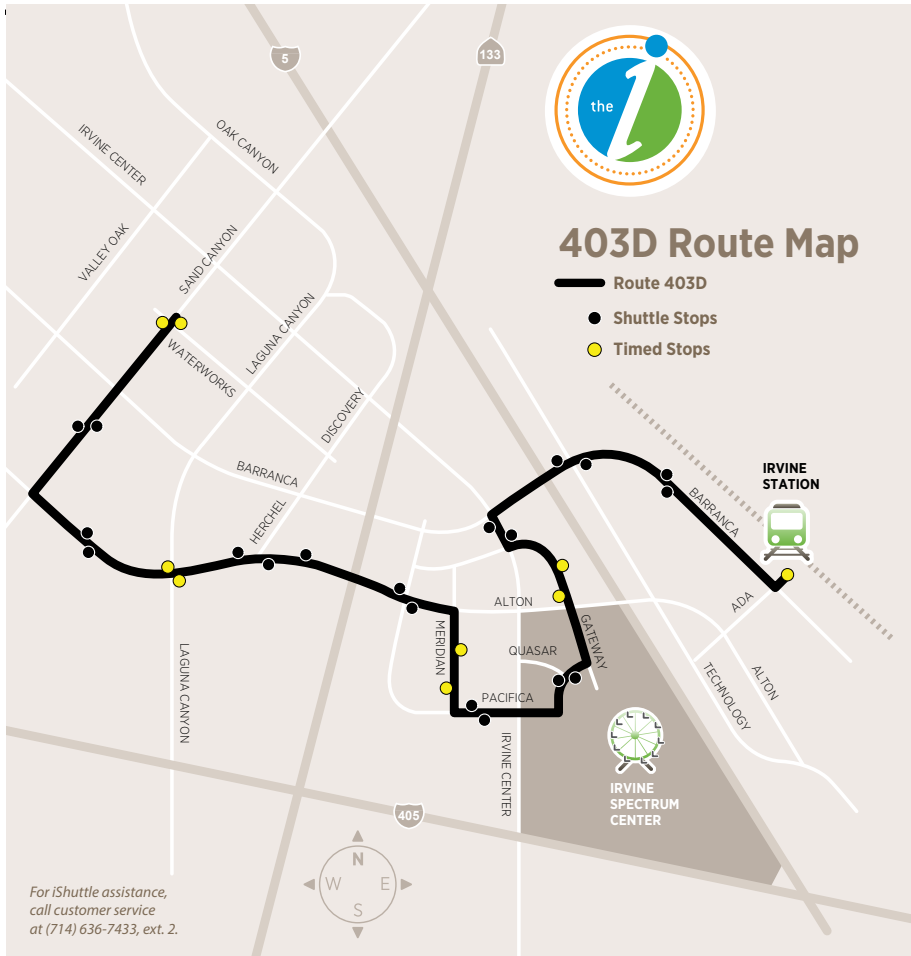 5
133
the
i
OAK CANYON
IRVINE CENTER
VALLEY OAK
SAND CANYON
403D Route Map
Route 403D
Shuttle Stops
Timed Stops
LAGUNA CANYON
WATERWORKS
DISCOVERY
BARRANCA
HERCHEL
IRVINE
STATION
BARRANCA
ADA
ALTON
MERIDIAN
QUASAR
GATEWAY
PACIFICA
LAGUNA CANYON
IRVINE CENTER
TECHNOLOGY
ALTON
IRVINE
SPECTRUM
CENTER
405
N
W E
S
For iShuttle assistance,
call customer service
at (714) 636-7433, ext. 2.